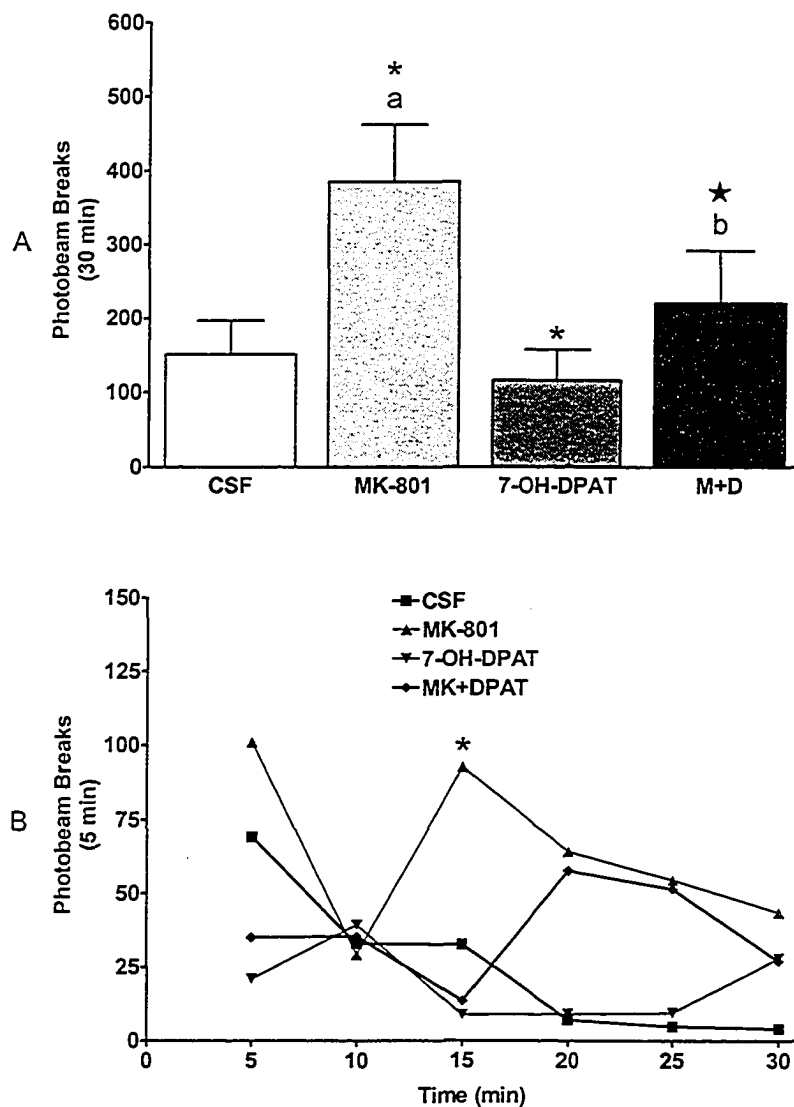 A
Photobeam Breaks
(30 min)
600
500
400
300
200
100
0
*
a
*
★
b
CSF MK-801 7-OH-DPAT M+D
B
Photobeam Breaks
(5 min)
150
125
100
75
50
25
0
CSF
MK-801
7-OH-DPAT
MK+DPAT
*
0 5 10 15 20 25 30
Time (min)